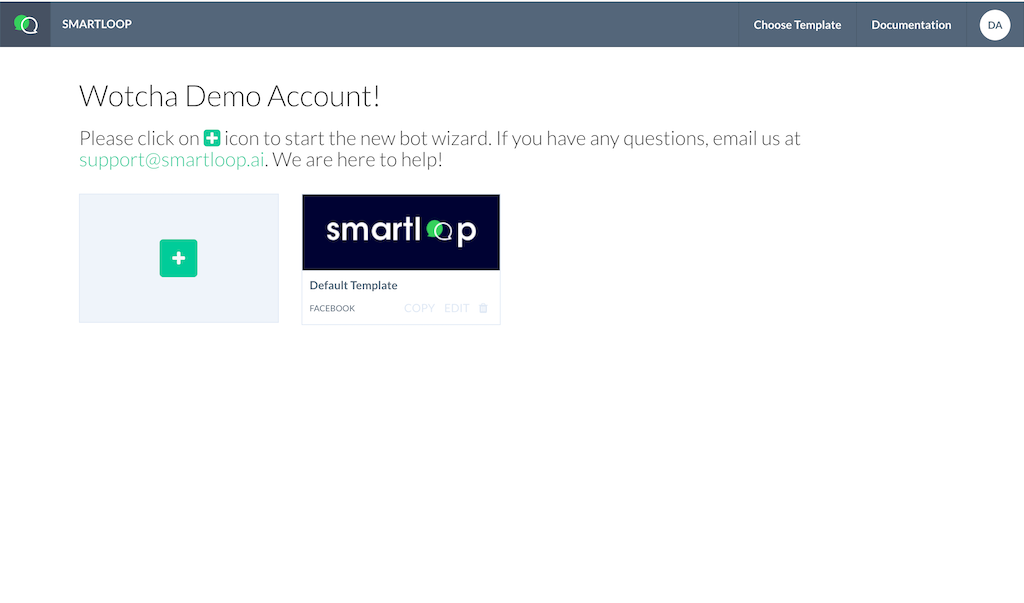 SMARTLOOP
Choose Template
Documentation
DA
Wotcha Demo Account!
Please click on icon to start the new bot wizard. If you have any questions, email us at
support@smartloop.ai. We are here to help!
smartloop
Default Template
FACEBOOK
COPY
EDIT